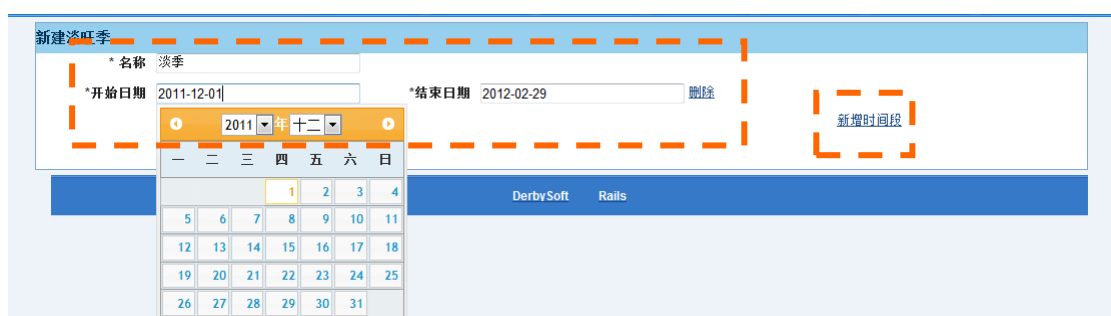 新建淡旺季
* 名称 淡季
*开始日期 2011-12-01 *结束日期 2012-02-29 删除
新增时间段
2011 年 十二
一 二 三 四 五 六 日
1 2 3 4
DerbySoft Rails
5 6 7 8 9 10 11
12 13 14 15 16 17 18
19 20 21 22 23 24 25
26 27 28 29 30 31